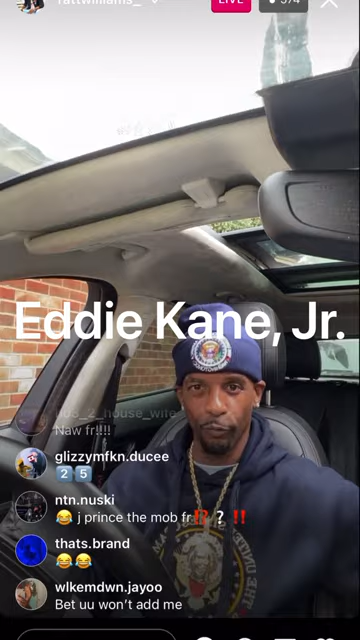 LIVE
Eddie Kane, Jr.
Naw fr!!!!
glizzymfkn.ducee
2 5
ntn.nuski
😂 j prince the mob fr⁉️❔‼️
thats.brand
😂😂
wlkemdwn.jayoo
Bet uu won't add me